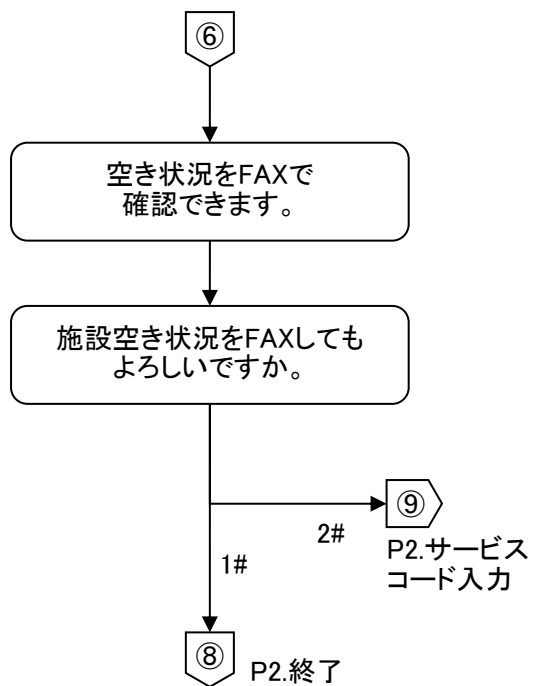 ⑥
空き状況をFAXで
確認できます。
施設空き状況をFAXしても
よろしいですか。
⑨
2#
P2.サービス
コード入力
1#
⑧
P2.終了